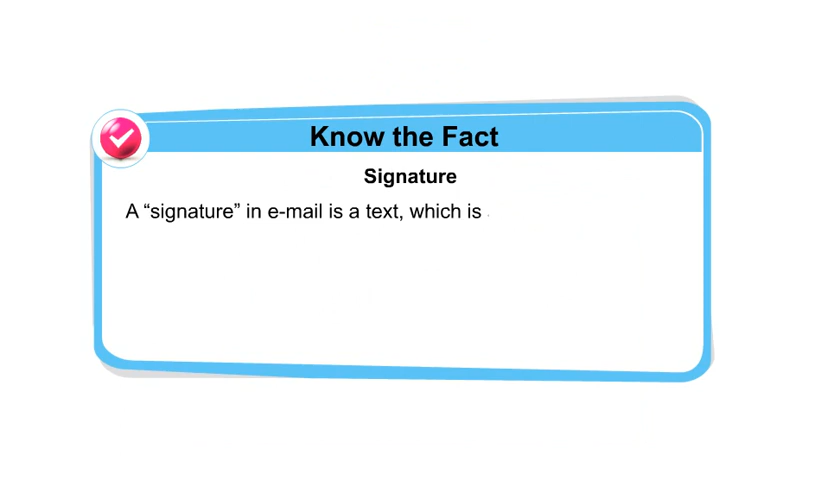 Know the Fact
Signature
A “signature” in e-mail is a text, which is